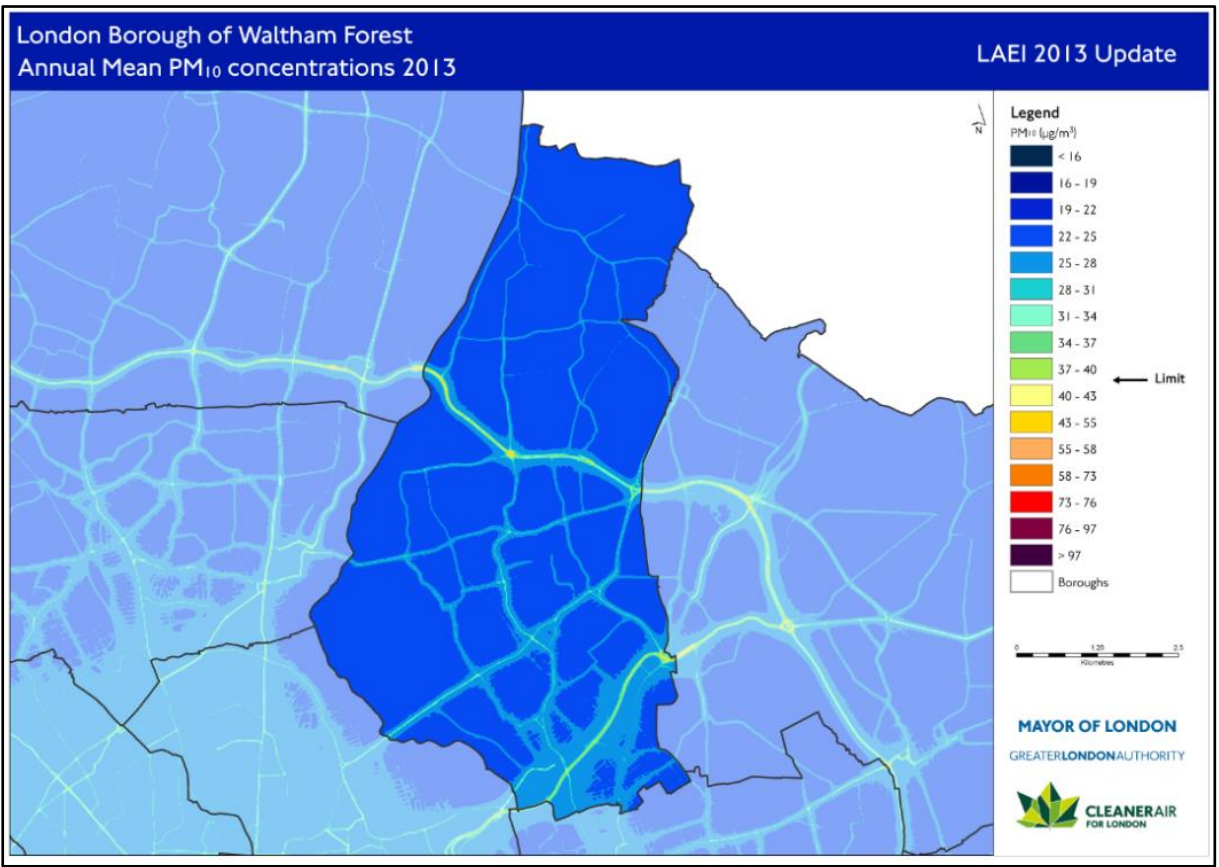 London Borough of Waltham Forest
Annual Mean PM₁₀ concentrations 2013
LAEI 2013 Update
N
Legend
PM₁₀ (µg/m³)
< 16
16 - 19
19 - 22
22 - 25
25 - 28
28 - 31
31 - 34
34 - 37
37 - 40
Limit
40 - 43
43 - 55
55 - 58
58 - 73
73 - 76
76 - 97
> 97
Boroughs
0 1.25 2.5
Kilometres
MAYOR OF LONDON
GREATERLONDONAUTHORITY
CLEANERAIR
FOR LONDON